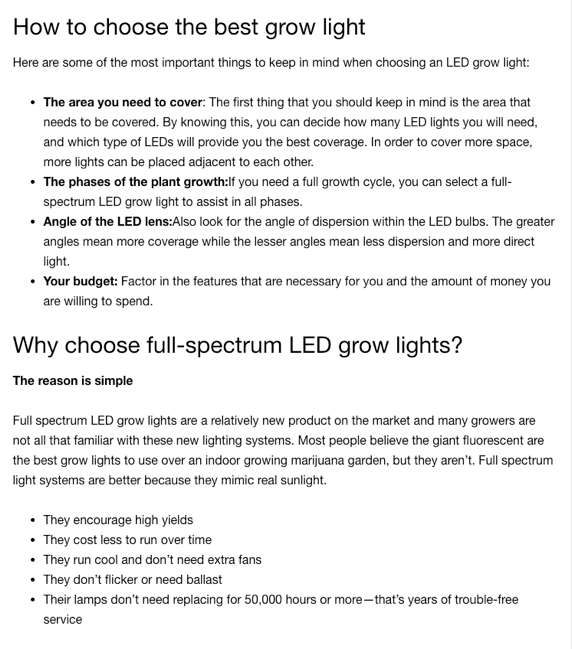 How to choose the best grow light
Here are some of the most important things to keep in mind when choosing an LED grow light:
• The area you need to cover: The first thing that you should keep in mind is the area that
needs to be covered. By knowing this, you can decide how many LED lights you will need,
and which type of LEDs will provide you the best coverage. In order to cover more space,
more lights can be placed adjacent to each other.
• The phases of the plant growth:If you need a full growth cycle, you can select a full-
spectrum LED grow light to assist in all phases.
• Angle of the LED lens:Also look for the angle of dispersion within the LED bulbs. The greater
angles mean more coverage while the lesser angles mean less dispersion and more direct
light.
• Your budget: Factor in the features that are necessary for you and the amount of money you
are willing to spend.
Why choose full-spectrum LED grow lights?
The reason is simple
Full spectrum LED grow lights are a relatively new product on the market and many growers are
not all that familiar with these new lighting systems. Most people believe the giant fluorescent are
the best grow lights to use over an indoor growing marijuana garden, but they aren't. Full spectrum
light systems are better because they mimic real sunlight.
• They encourage high yields
• They cost less to run over time
• They run cool and don't need extra fans
• They don't flicker or need ballast
• Their lamps don't need replacing for 50,000 hours or more—that's years of trouble-free
service